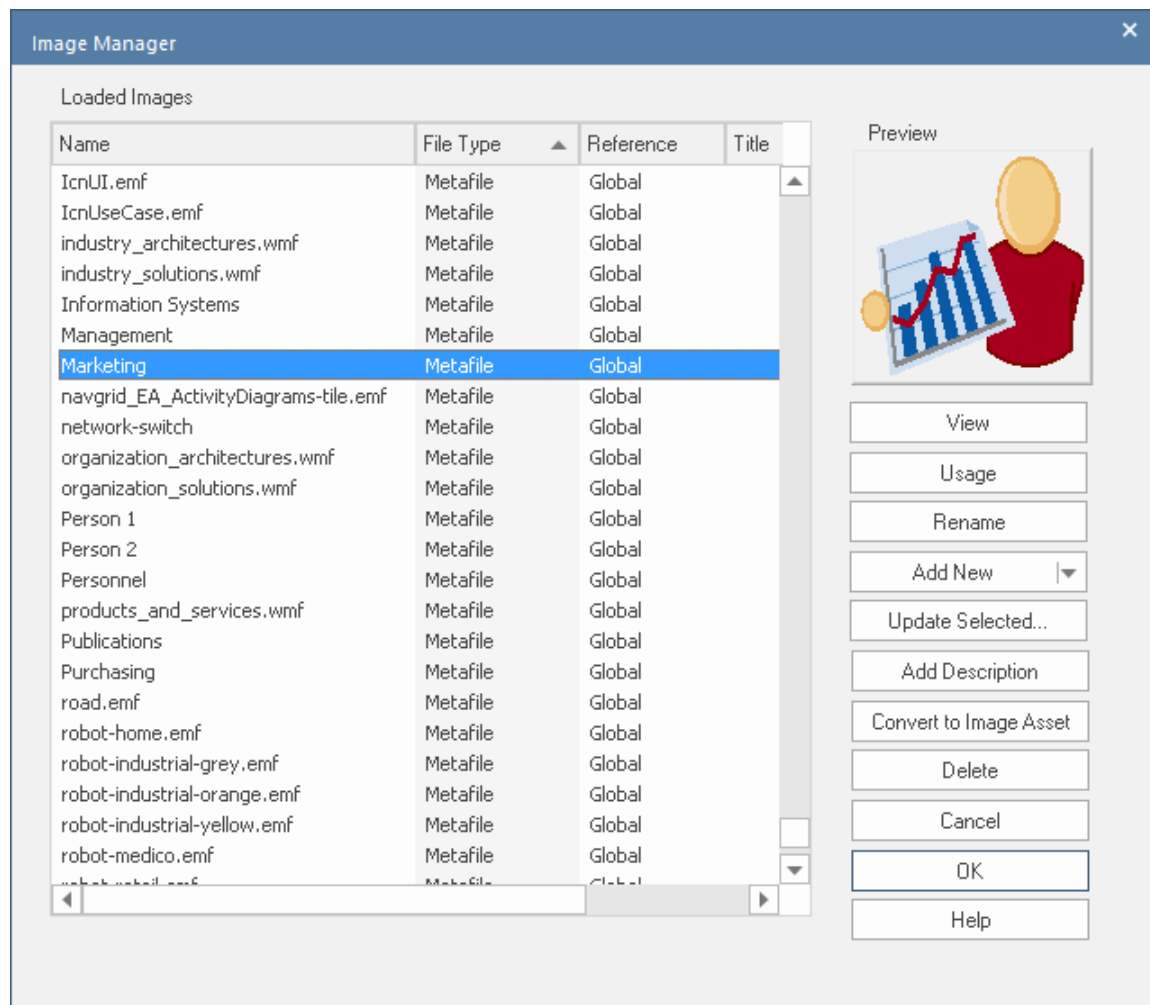 Image Manager
Loaded Images
Name File Type Reference Title
IcnUI.emf Metafile Global
IcnUseCase.emf Metafile Global
industry_architectures.wmf Metafile Global
industry_solutions.wmf Metafile Global
Information Systems Metafile Global
Management Metafile Global
Marketing Metafile Global
navgrid_EA_ActivityDiagrams-tile.emf Metafile Global
network-switch Metafile Global
organization_architectures.wmf Metafile Global
organization_solutions.wmf Metafile Global
Person 1 Metafile Global
Person 2 Metafile Global
Personnel Metafile Global
products_and_services.wmf Metafile Global
Publications Metafile Global
Purchasing Metafile Global
road.emf Metafile Global
robot-home.emf Metafile Global
robot-industrial-grey.emf Metafile Global
robot-industrial-orange.emf Metafile Global
robot-industrial-yellow.emf Metafile Global
robot-medico.emf Metafile Global
robot-retail.emf Metafile Global
Preview
View
Usage
Rename
Add New
Update Selected...
Add Description
Convert to Image Asset
Delete
Cancel
OK
Help